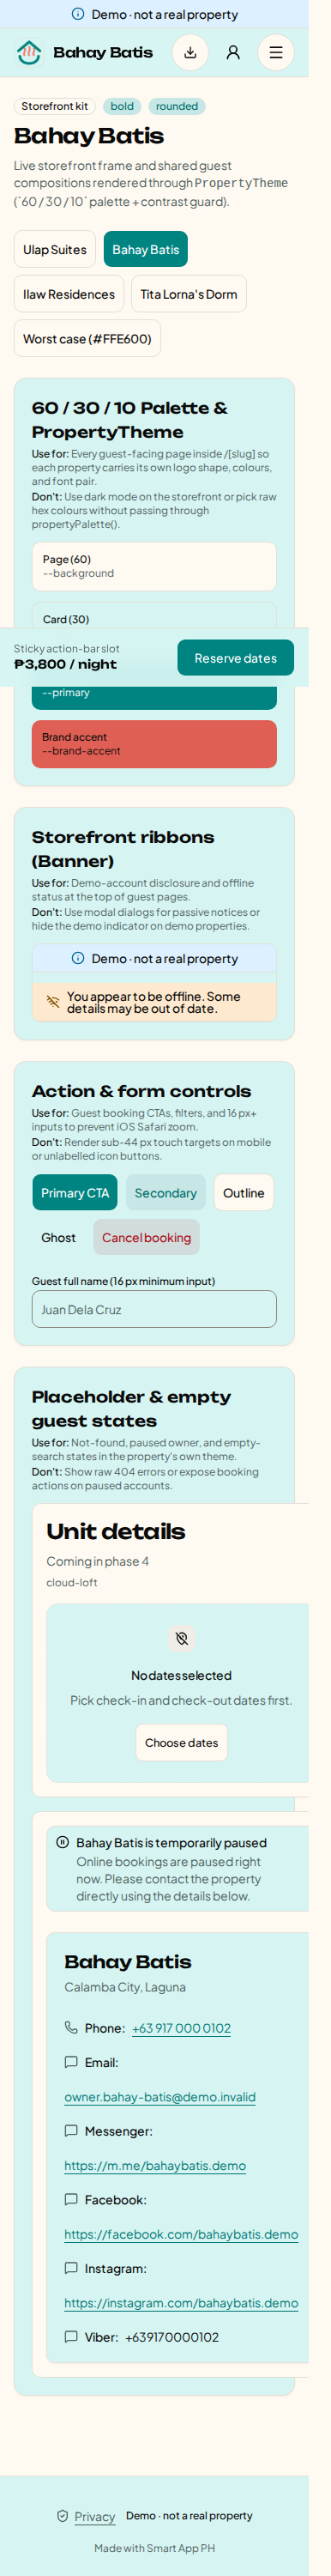 Demo · not a real property
Bahay Batis
Storefront kit bold rounded
Bahay Batis
Live storefront frame and shared guest
compositions rendered through PropertyTheme
(`60 / 30 / 10` palette + contrast guard).
Ulap Suites Bahay Batis
Ilaw Residences Tita Lorna's Dorm
Worst case (#FFE600)
60 / 30 / 10 Palette &
PropertyTheme
Use for: Every guest-facing page inside /[slug] so
each property carries its own logo shape, colours,
and font pair.
Don't: Use dark mode on the storefront or pick raw
hex colours without passing through
propertyPalette().
Page (60)
--background
Card (30)
Sticky action-bar slot
₱3,800 / night
Reserve dates
--primary
Brand accent
--brand-accent
Storefront ribbons
(Banner)
Use for: Demo-account disclosure and offline
status at the top of guest pages.
Don't: Use modal dialogs for passive notices or
hide the demo indicator on demo properties.
Demo · not a real property
You appear to be offline. Some
details may be out of date.
Action & form controls
Use for: Guest booking CTAs, filters, and 16 px+
inputs to prevent iOS Safari zoom.
Don't: Render sub-44 px touch targets on mobile
or unlabelled icon buttons.
Primary CTA Secondary Outline
Ghost Cancel booking
Guest full name (16 px minimum input)
Juan Dela Cruz
Placeholder & empty
guest states
Use for: Not-found, paused owner, and empty-
search states in the property's own theme.
Don't: Show raw 404 errors or expose booking
actions on paused accounts.
Unit details
Coming in phase 4
cloud-loft
No dates selected
Pick check-in and check-out dates first.
Choose dates
Bahay Batis is temporarily paused
Online bookings are paused right
now. Please contact the property
directly using the details below.
Bahay Batis
Calamba City, Laguna
Phone: +63 917 000 0102
Email:
owner.bahay-batis@demo.invalid
Messenger:
https://m.me/bahaybatis.demo
Facebook:
https://facebook.com/bahaybatis.demo
Instagram:
https://instagram.com/bahaybatis.demo
Viber: +639170000102
Privacy Demo · not a real property
Made with Smart App PH